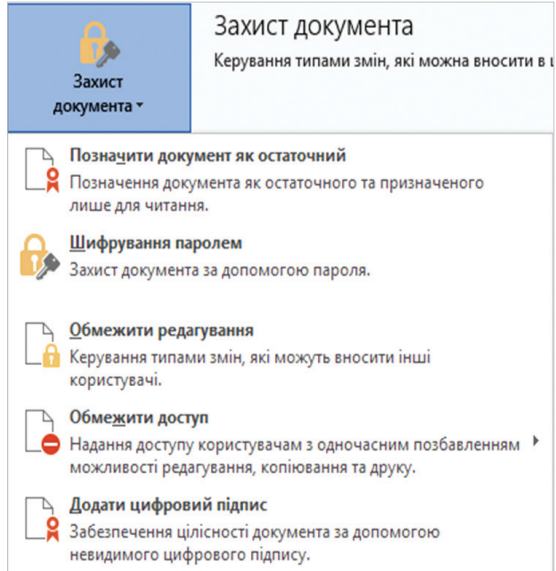 Захист документа
Керування типами змін, які можна вносити в ц
Захист
документа
Позначити документ як остаточний
Позначення документа як остаточного та призначеного
лише для читання.
Шифрування паролем
Захист документа за допомогою пароля.
Обмежити редагування
Керування типами змін, які можуть вносити інші
користувачі.
Обмежити доступ
Надання доступу користувачам з одночасним позбавленням
можливості редагування, копіювання та друку.
Додати цифровий підпис
Забезпечення цілісності документа за допомогою
невидимого цифрового підпису.